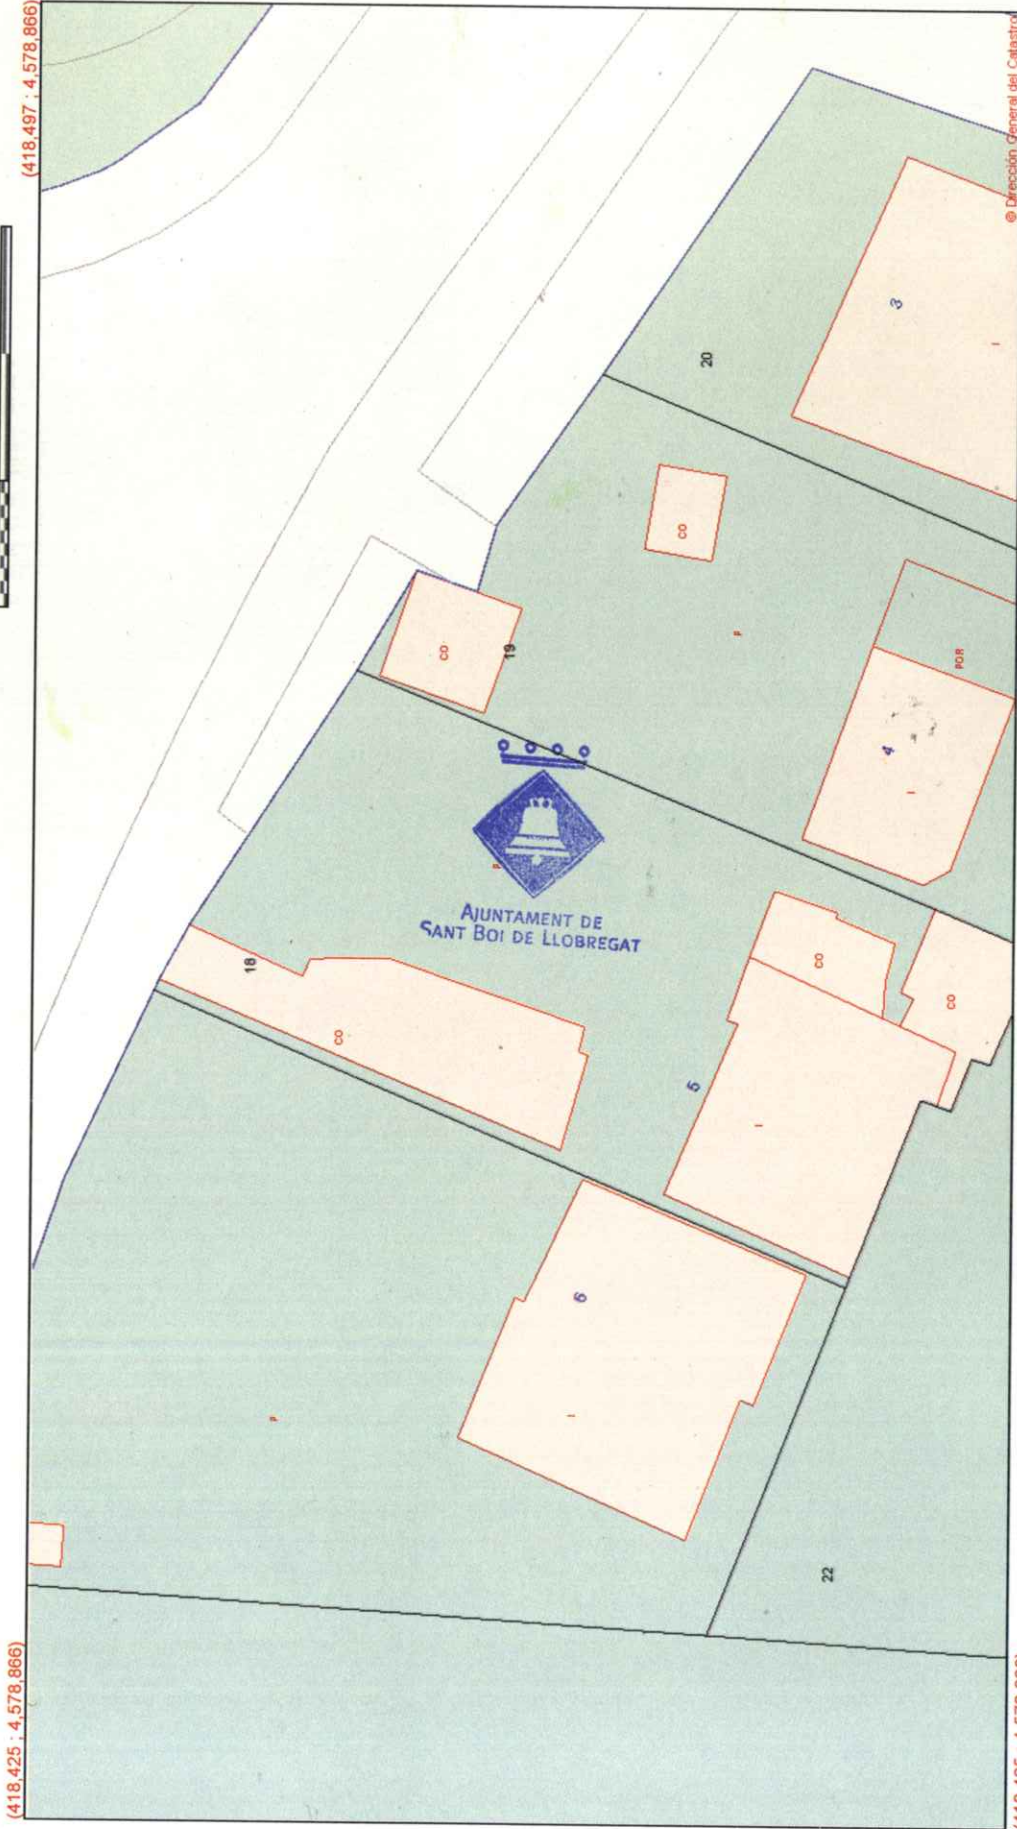 (418,497 ; 4,578,866)
© Dirección General del Catastro
3
I
20
CO
P
POR
CO
19
4
I
P
AJUNTAMENT DE
SANT BOI DE LLOBREGAT
18
CO
CO
CO
5
I
6
I
P
22
(418,425 ; 4,578,866)